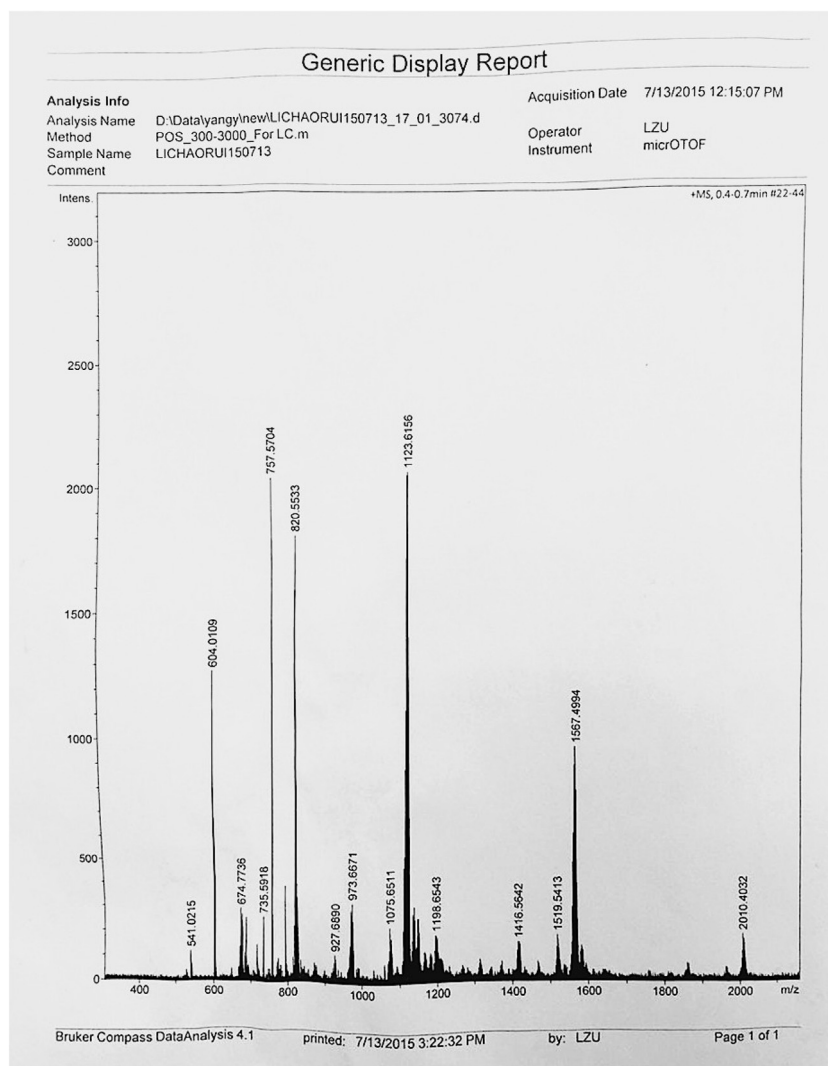 Generic Display Report
Analysis Info
Acquisition Date 7/13/2015 12:15:07 PM
Analysis Name D:\Data\yangy\new\LICHAORUI150713_17_01_3074.d
Method POS_300-3000_For LC.m
Operator LZU
Sample Name LICHAORUI150713
Instrument micrOTOF
Comment
Intens.
+MS, 0.4-0.7min #22-44
3000
2500
2000
1500
1000
500
0
541.0215
604.0109
674.7736
735.5918
757.5704
820.5533
927.6890
973.6671
1075.6511
1123.6156
1198.6543
1416.5642
1519.5413
1567.4994
2010.4032
400 600 800 1000 1200 1400 1600 1800 2000 m/z
Bruker Compass DataAnalysis 4.1 printed: 7/13/2015 3:22:32 PM by: LZU Page 1 of 1